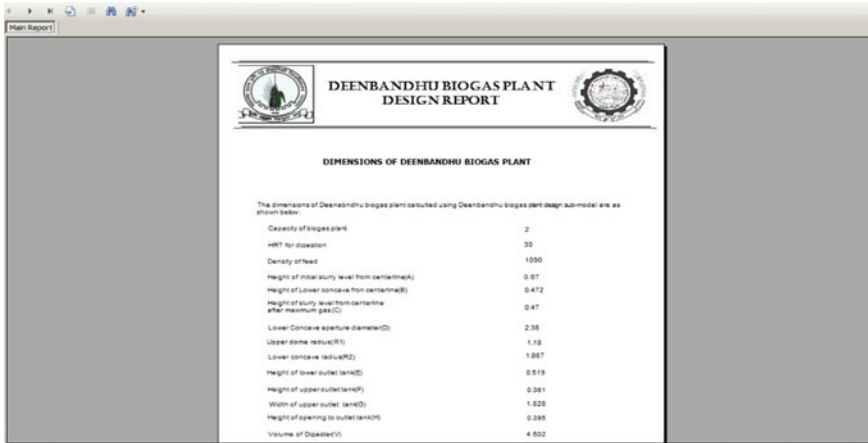 Main Report
DEENBANDHU BIOGAS PLANT
DESIGN REPORT
DIMENSIONS OF DEENBANDHU BIOGAS PLANT
The dimensions of Deenabndhu biogas plant calculted using Deenbandhu biogas plant design sub-model are as
shown below:
Capacity of biogas plant 2
HRT for digestion 30
Density of feed 1090
Height of initial slurry level from centerline(A) 0.67
Height of Lower concave from centerline(B) 0.472
Height of slurry level from centerline
after maximum gas(C) 0.47
Lower Concave aperture diameter(D) 2.36
Upper dome radius(R1) 1.18
Lower concave radius(R2) 1.867
Height of lower outlet tank(E) 0.519
Height of upper outlet tank(F) 0.361
Width of upper outlet tank(G) 1.828
Height of opening to outlet tank(H) 0.395
Volume of Digester(V) 4.502